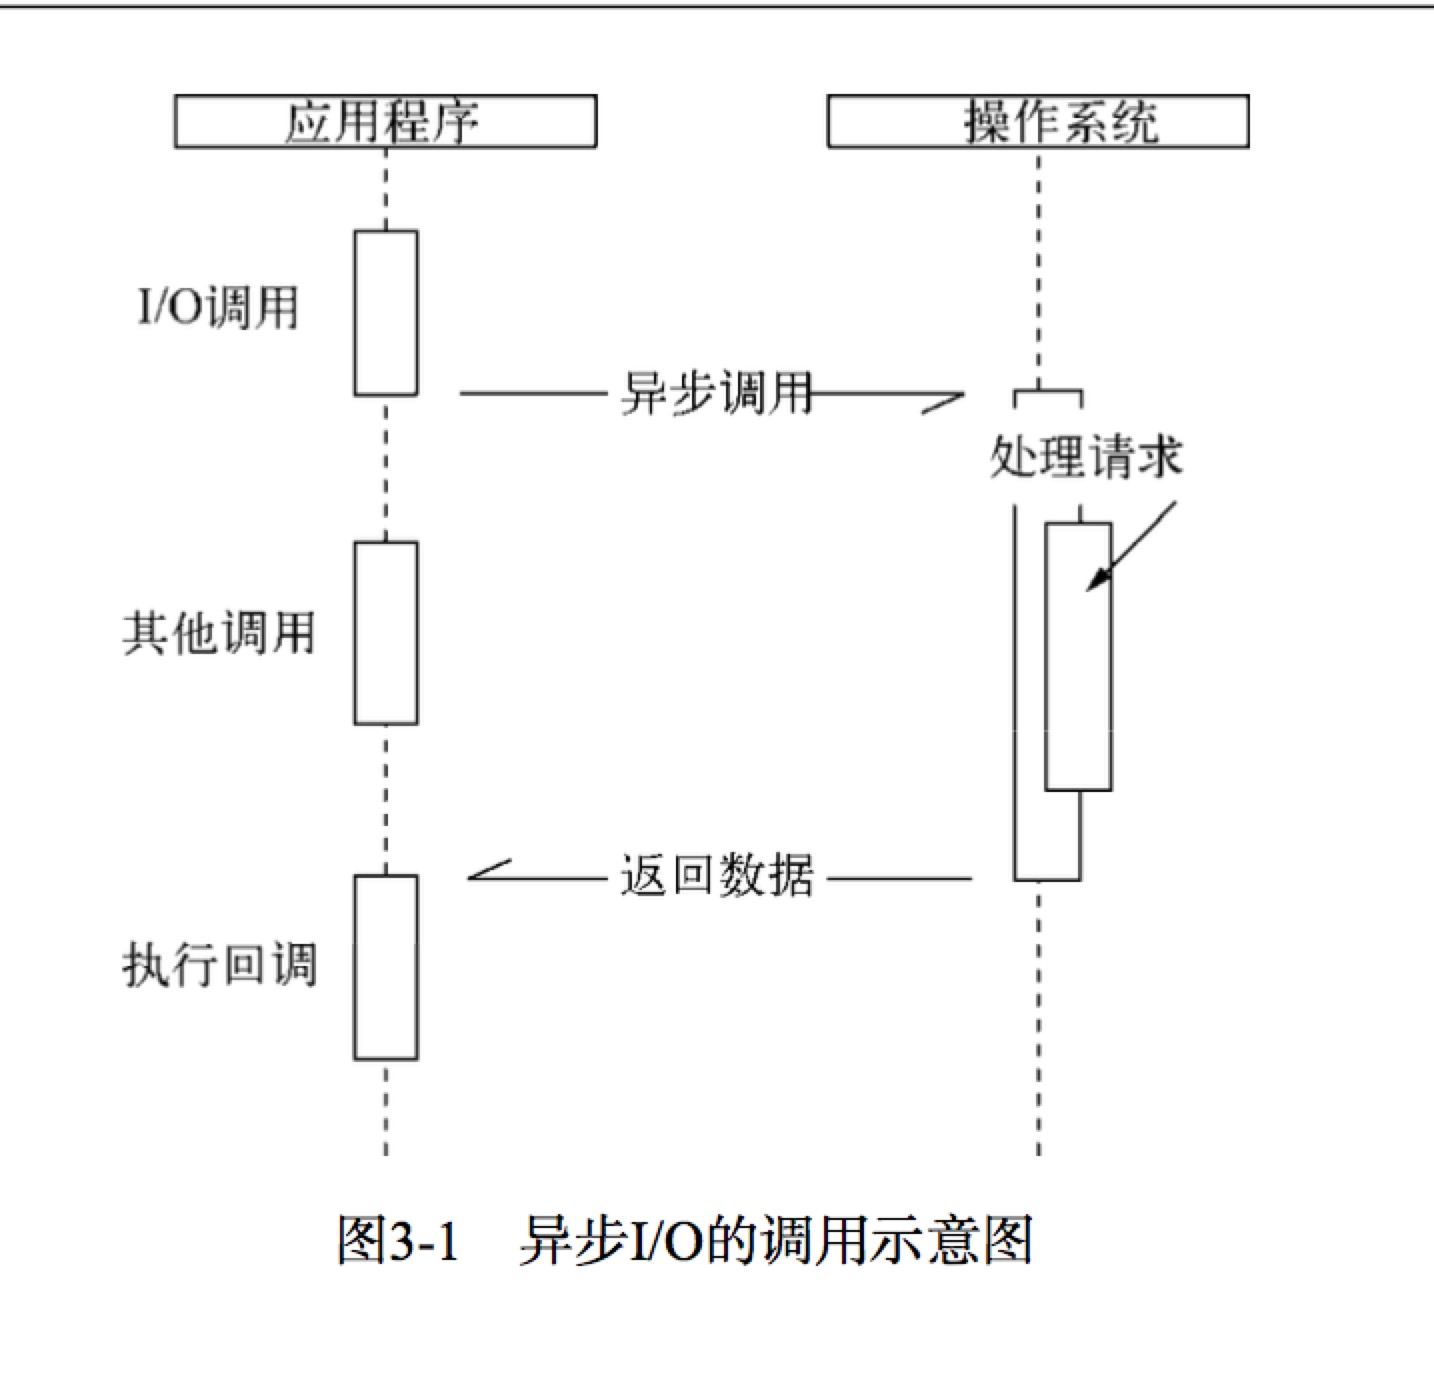 应用程序
操作系统
I/O调用
异步调用
处理请求
其他调用
返回数据
执行回调
图3-1 异步I/O的调用示意图